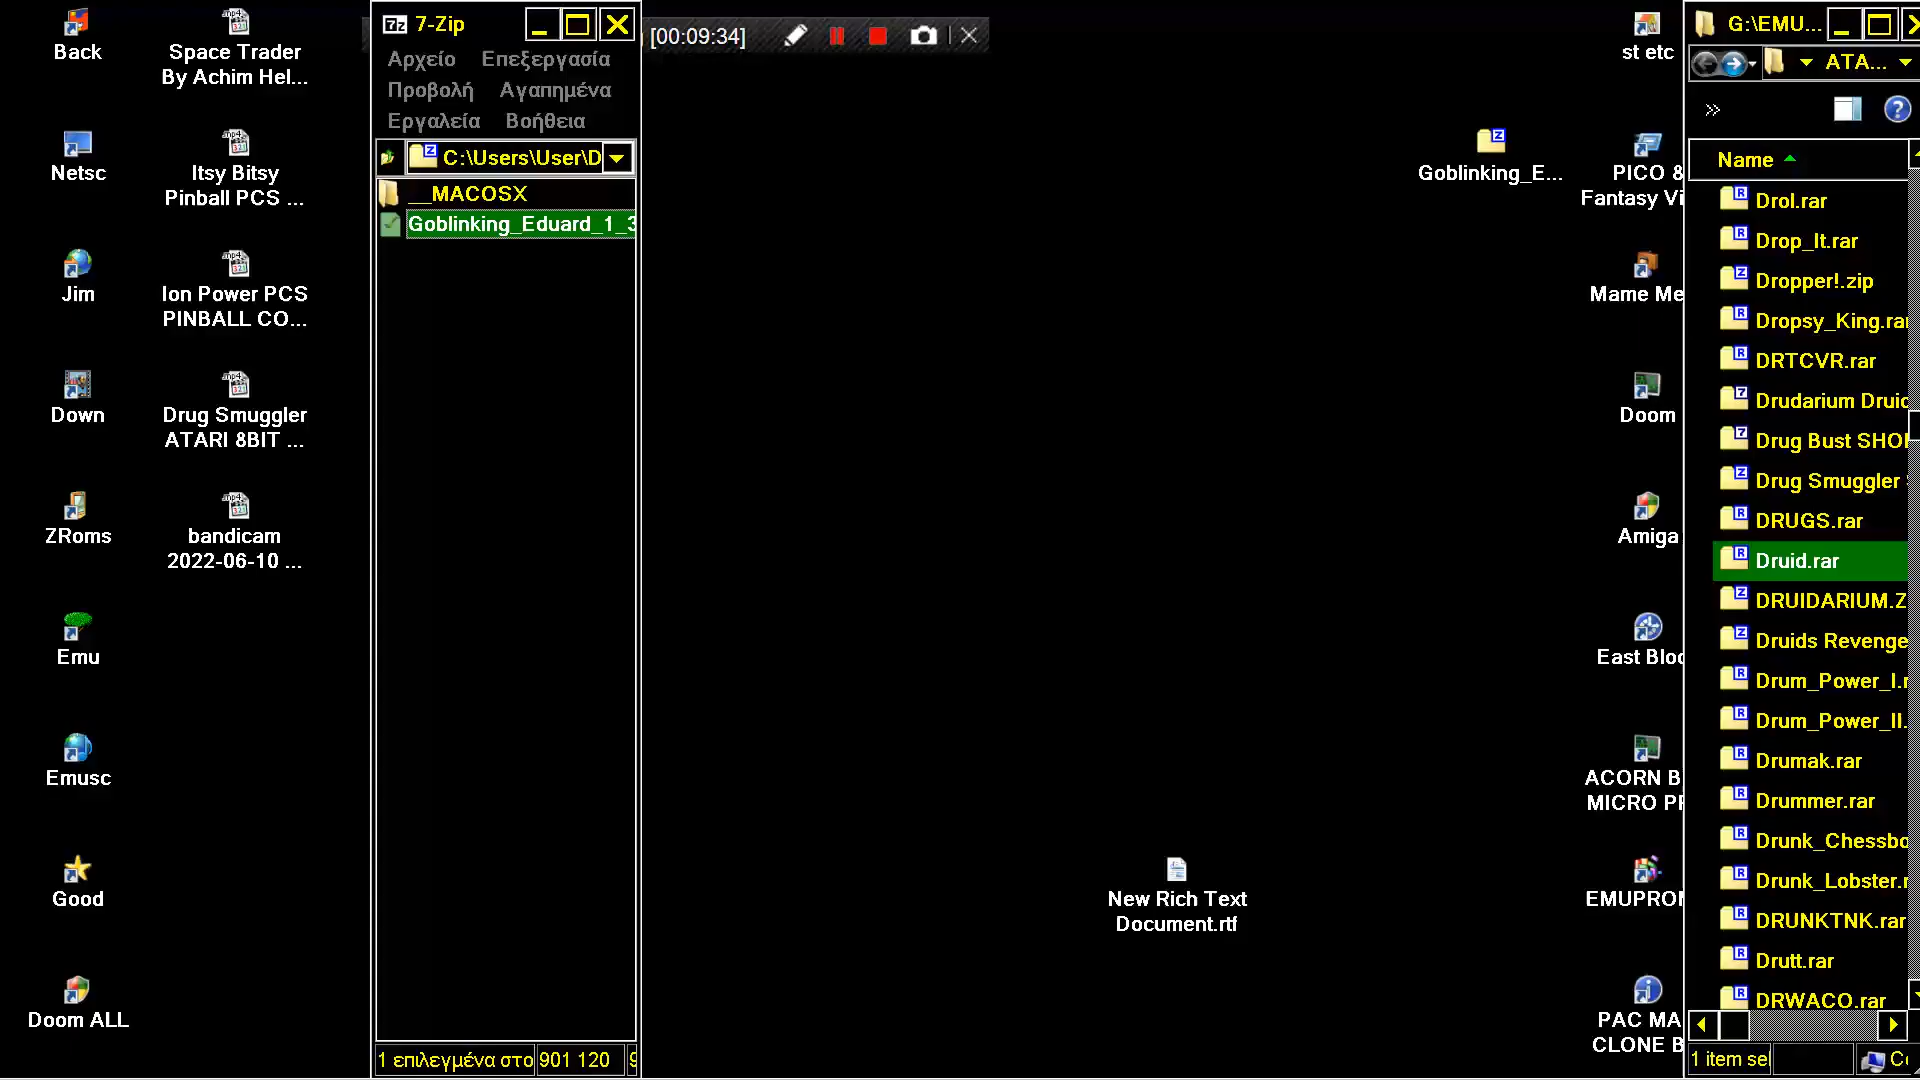 Back
Netsc
Jim
Down
ZRoms
Emu
Emusc
Good
Doom ALL
Space Trader
By Achim Hel...
Itsy Bitsy
Pinball PCS ...
Ion Power PCS
PINBALL CO...
Drug Smuggler
ATARI 8BIT ...
bandicam
2022-06-10 ...
7-Zip
Αρχείο Επεξεργασία
Προβολή Αγαπημένα
Εργαλεία Βοήθεια
C:\Users\User\D
__MACOSX
Goblinking_Eduard_1_3
1 επιλεγμένα στο 901 120
[00:09:34]
Goblinking_E...
New Rich Text
Document.rtf
st etc
PICO 8
Fantasy Vi
Mame Me
Doom
Amiga
East Bloc
ACORN B
MICRO PR
EMUPROM
PAC MA
CLONE B
G:\EMU...
ATA...
»
Name
Drol.rar
Drop_It.rar
Dropper!.zip
Dropsy_King.rar
DRTCVR.rar
Drudarium Druid
Drug Bust SHO
Drug Smuggler
DRUGS.rar
Druid.rar
DRUIDARIUM.Z
Druids Revenge
Drum_Power_I.r
Drum_Power_II.
Drumak.rar
Drummer.rar
Drunk_Chessbo
Drunk_Lobster.r
DRUNKTNK.rar
Drutt.rar
DRWACO.rar
1 item sel